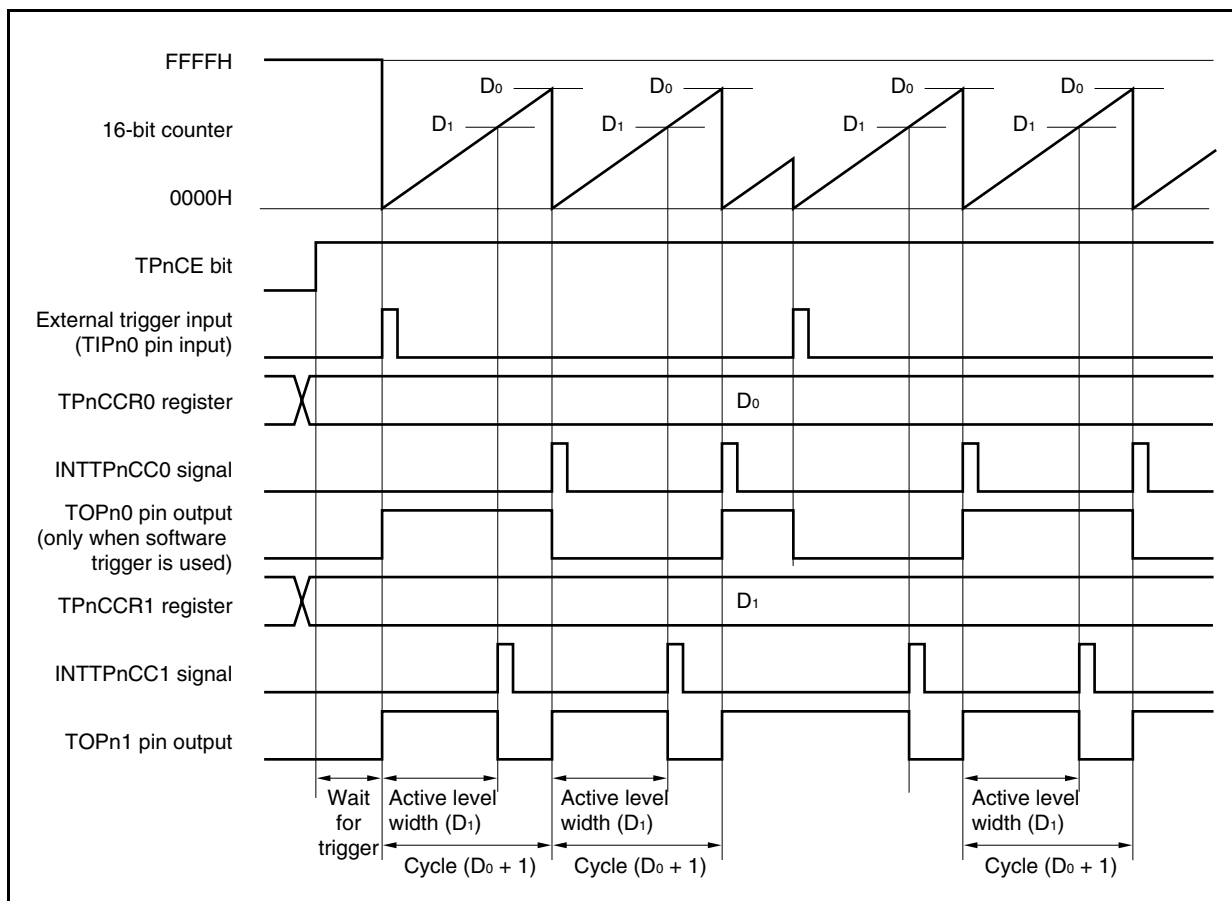 FFFFH
D0
D0
D0
D0
16-bit counter
D1
D1
D1
D1
0000H
TPnCE bit
External trigger input
(TIPn0 pin input)
TPnCCR0 register
D0
INTTPnCC0 signal
TOPn0 pin output
(only when software
trigger is used)
TPnCCR1 register
D1
INTTPnCC1 signal
TOPn1 pin output
Wait
for
trigger
Active level
width (D1)
Active level
width (D1)
Active level
width (D1)
Cycle (D0 + 1)
Cycle (D0 + 1)
Cycle (D0 + 1)